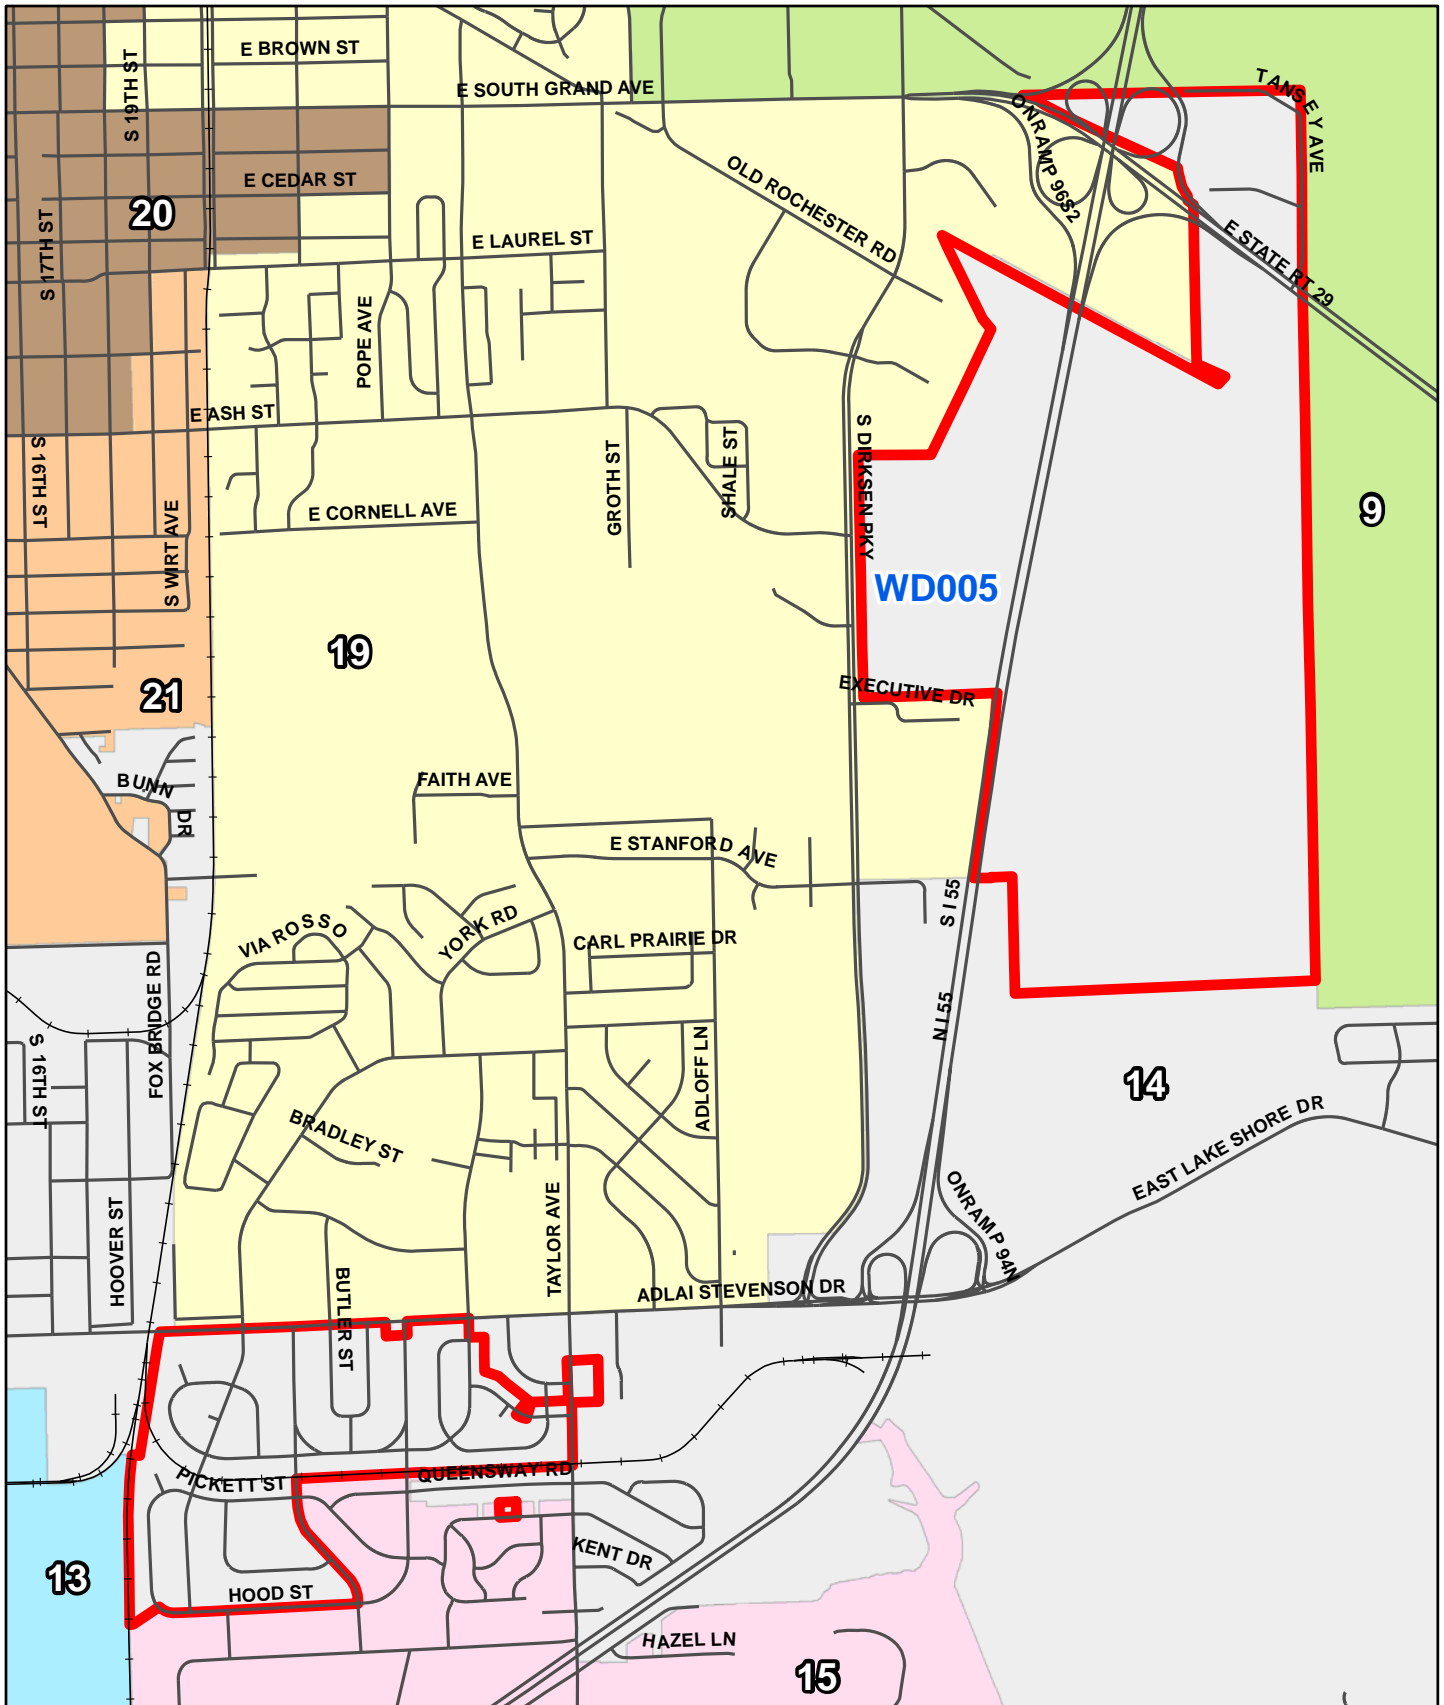 E BROWN ST
S 19TH ST
E SOUTH GRAND AVE
TANSEY AVE
ONRAMP 96S2
OLD ROCHESTER RD
E CEDAR ST
20
S 17TH ST
E LAUREL ST
E STATE RT 29
POPE AVE
E ASH ST
S 16TH ST
GROTH ST
SHALE ST
S DIRKSEN PKY
E CORNELL AVE
9
S WIRT AVE
WD005
19
21
EXECUTIVE DR
BUNN DR
FAITH AVE
E STANFORD AVE
S I 55
VIA ROSSO
YORK RD
CARL PRAIRIE DR
FOX BRIDGE RD
N I 55
S 16TH ST
ADLOFF LN
14
BRADLEY ST
EAST LAKE SHORE DR
HOOVER ST
TAYLOR AVE
ONRAMP 94N
BUTLER ST
ADLAI STEVENSON DR
PICKETT ST
QUEENSWAY RD
KENT DR
13
HOOD ST
HAZEL LN
15